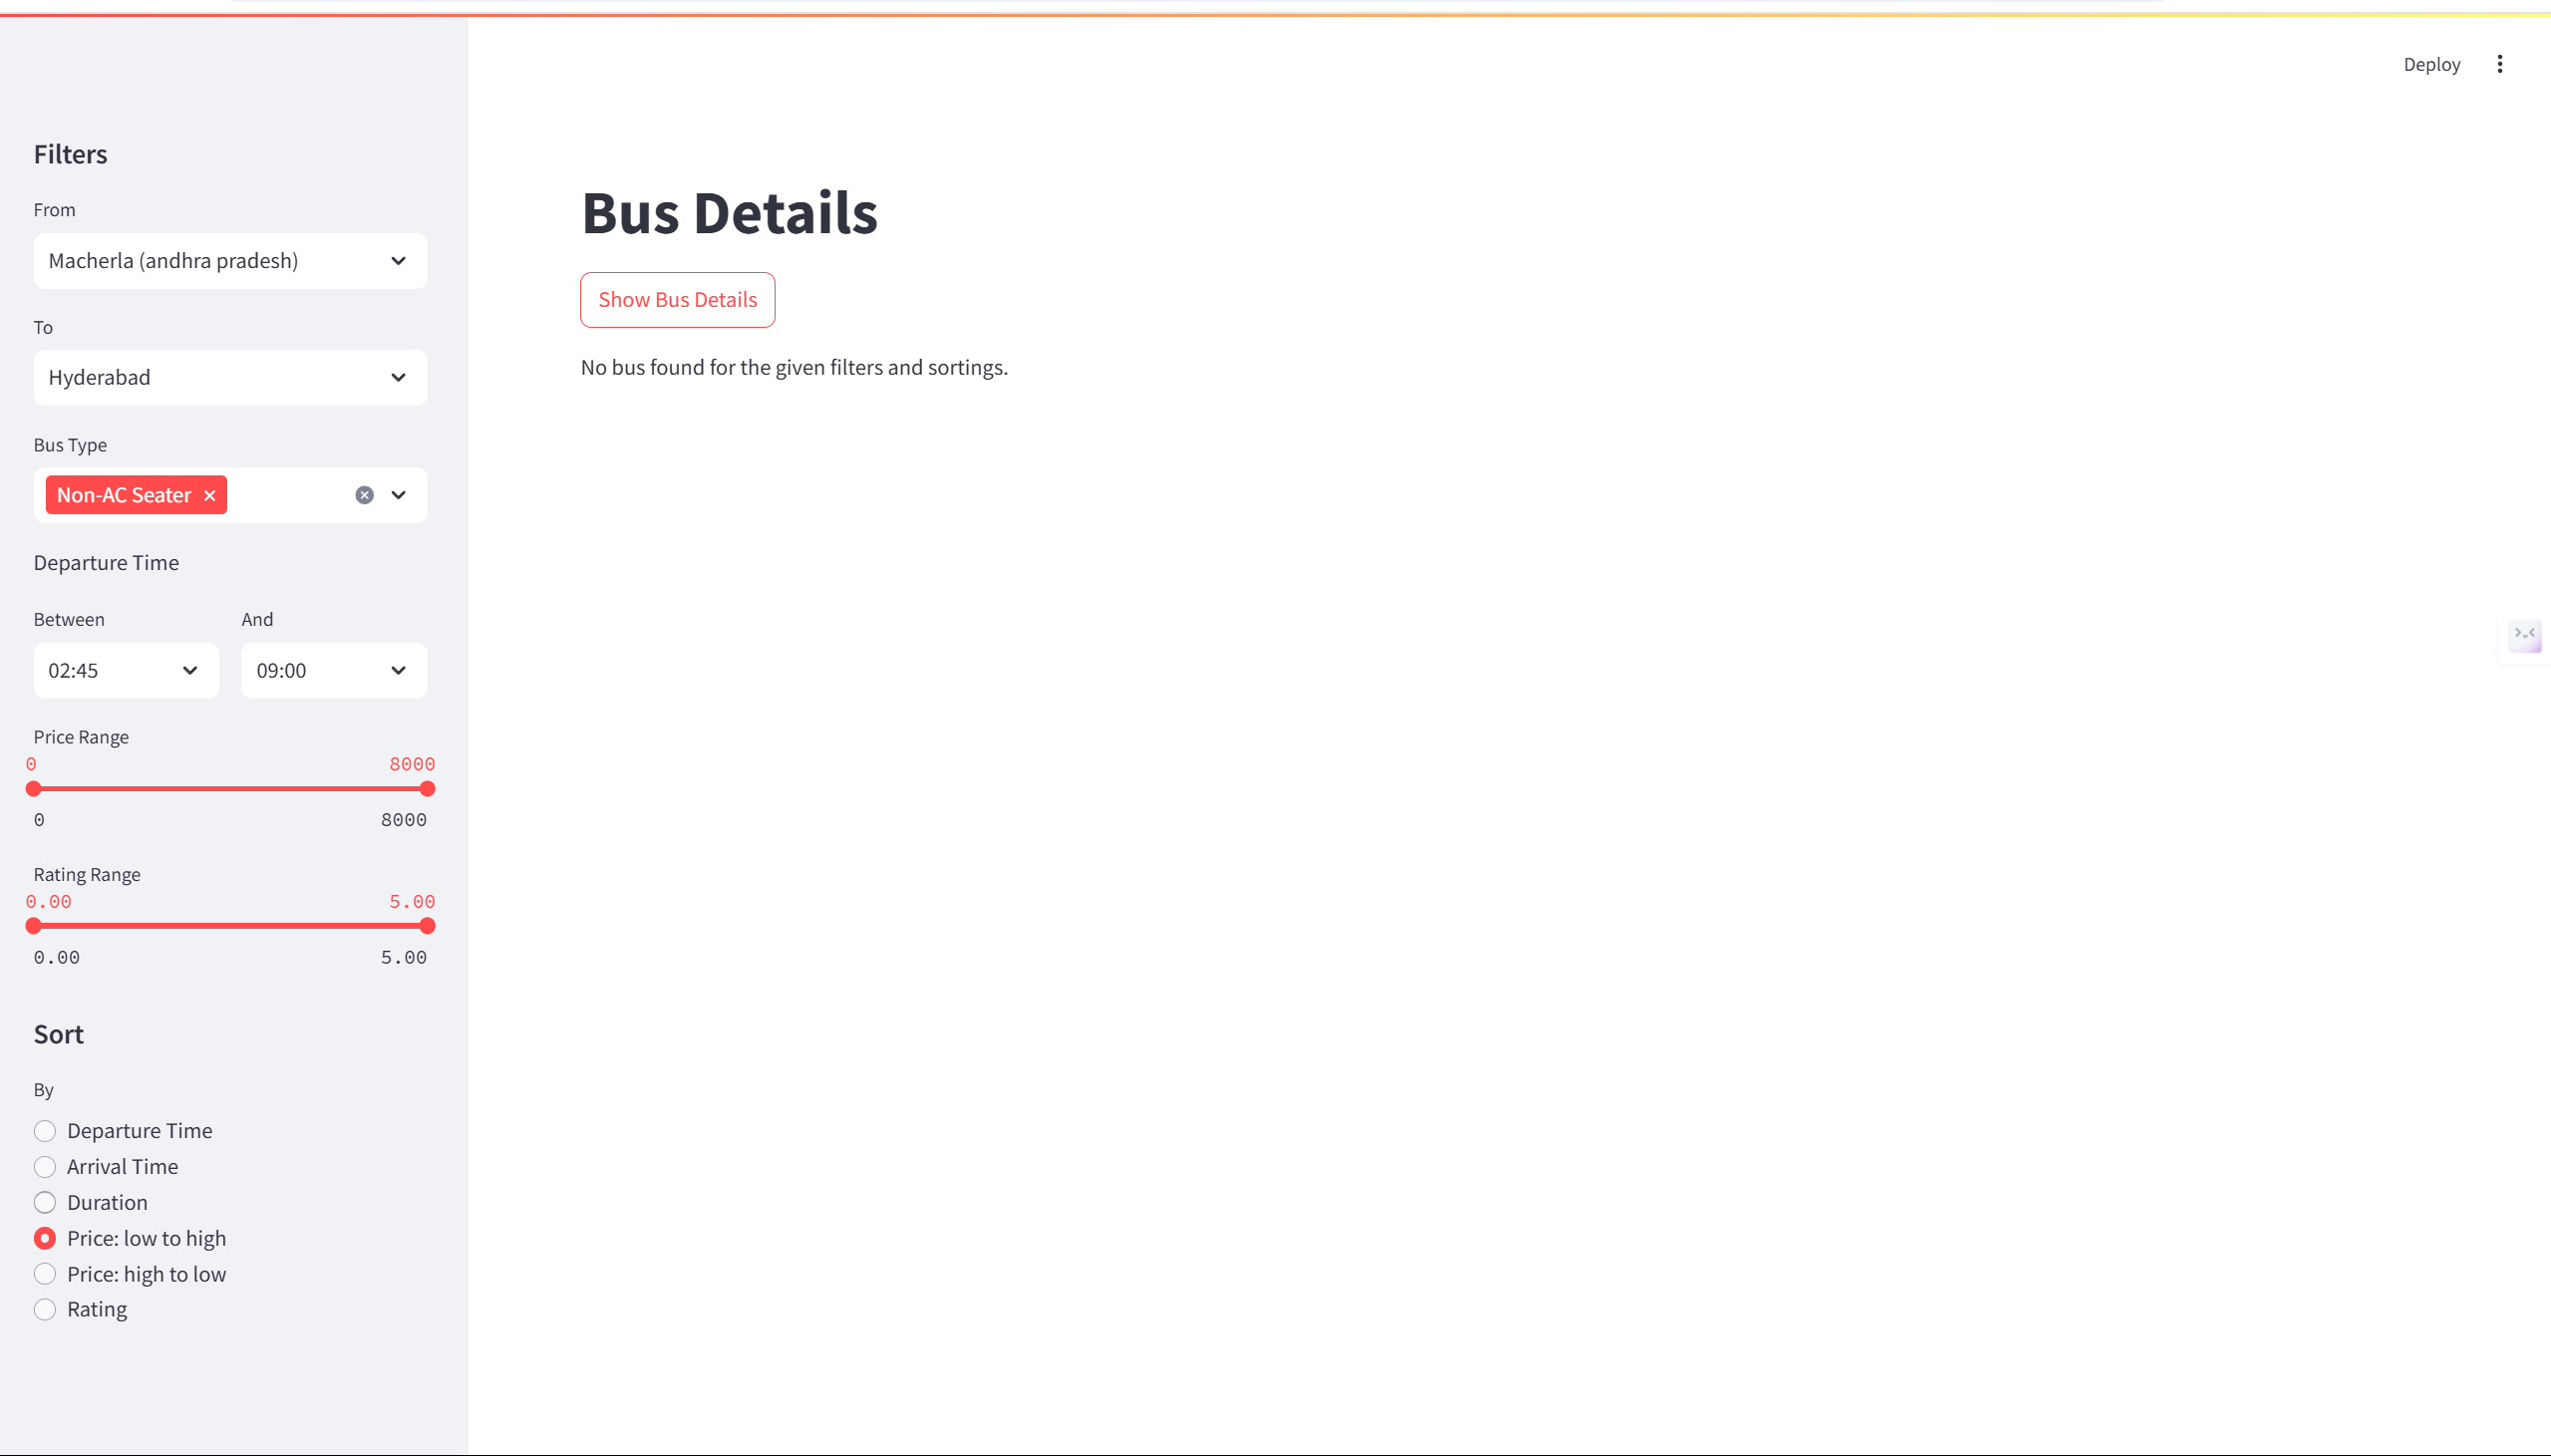 Deploy
Filters
From
Macherla (andhra pradesh)
To
Hyderabad
Bus Type
Non-AC Seater
Departure Time
Between And
02:45 09:00
Price Range
0 8000
0 8000
Rating Range
0.00 5.00
0.00 5.00
Sort
By
Departure Time
Arrival Time
Duration
Price: low to high
Price: high to low
Rating
Bus Details
Show Bus Details
No bus found for the given filters and sortings.